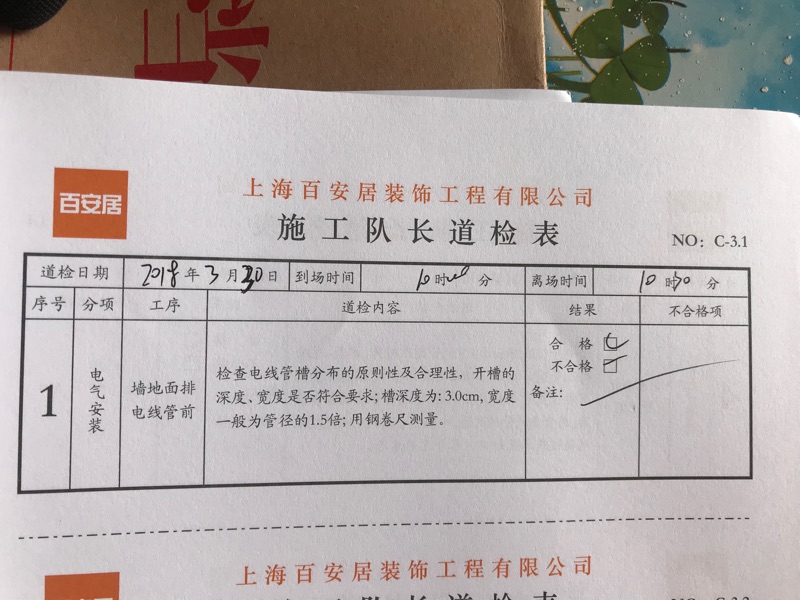 百安居
上海百安居装饰工程有限公司
施工队长道检表
NO：C-3.1
道检日期 2018年3月30日 到场时间 10时00分 离场时间 10时30分
序号 分项 工序 道检内容 结果 不合格项
1
电气安装
墙地面排
电线管前
检查电线管槽分布的原则性及合理性，开槽的
深度、宽度是否符合要求；槽深度为：3.0cm，宽度
一般为管径的1.5倍；用钢卷尺测量。
合 格
不合格
备注：
上海百安居装饰工程有限公司